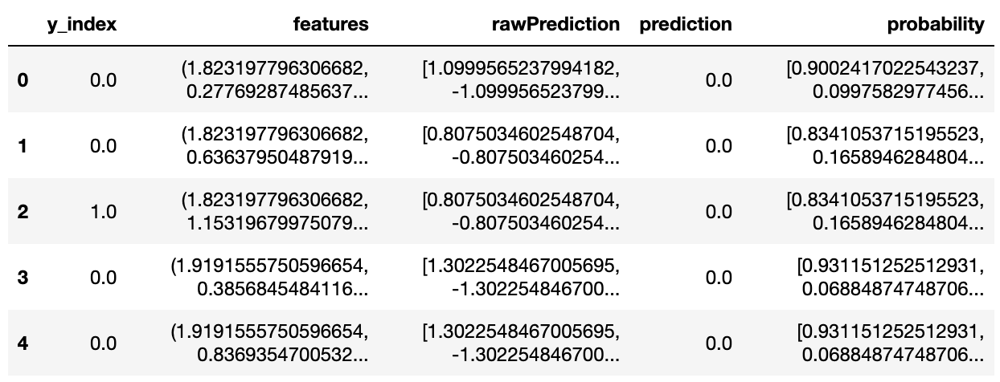 y_index features rawPrediction prediction probability
0 0.0 (1.823197796306682, 0.27769287485637... [1.0999565237994182, -1.099956523799... 0.0 [0.9002417022543237, 0.0997582977456...
1 0.0 (1.823197796306682, 0.63637950487919... [0.8075034602548704, -0.807503460254... 0.0 [0.8341053715195523, 0.1658946284804...
2 1.0 (1.823197796306682, 1.15319679975079... [0.8075034602548704, -0.807503460254... 0.0 [0.8341053715195523, 0.1658946284804...
3 0.0 (1.9191555750596654, 0.3856845484116... [1.3022548467005695, -1.302254846700... 0.0 [0.931151252512931, 0.06884874748706...
4 0.0 (1.9191555750596654, 0.8369354700532... [1.3022548467005695, -1.302254846700... 0.0 [0.931151252512931, 0.06884874748706...